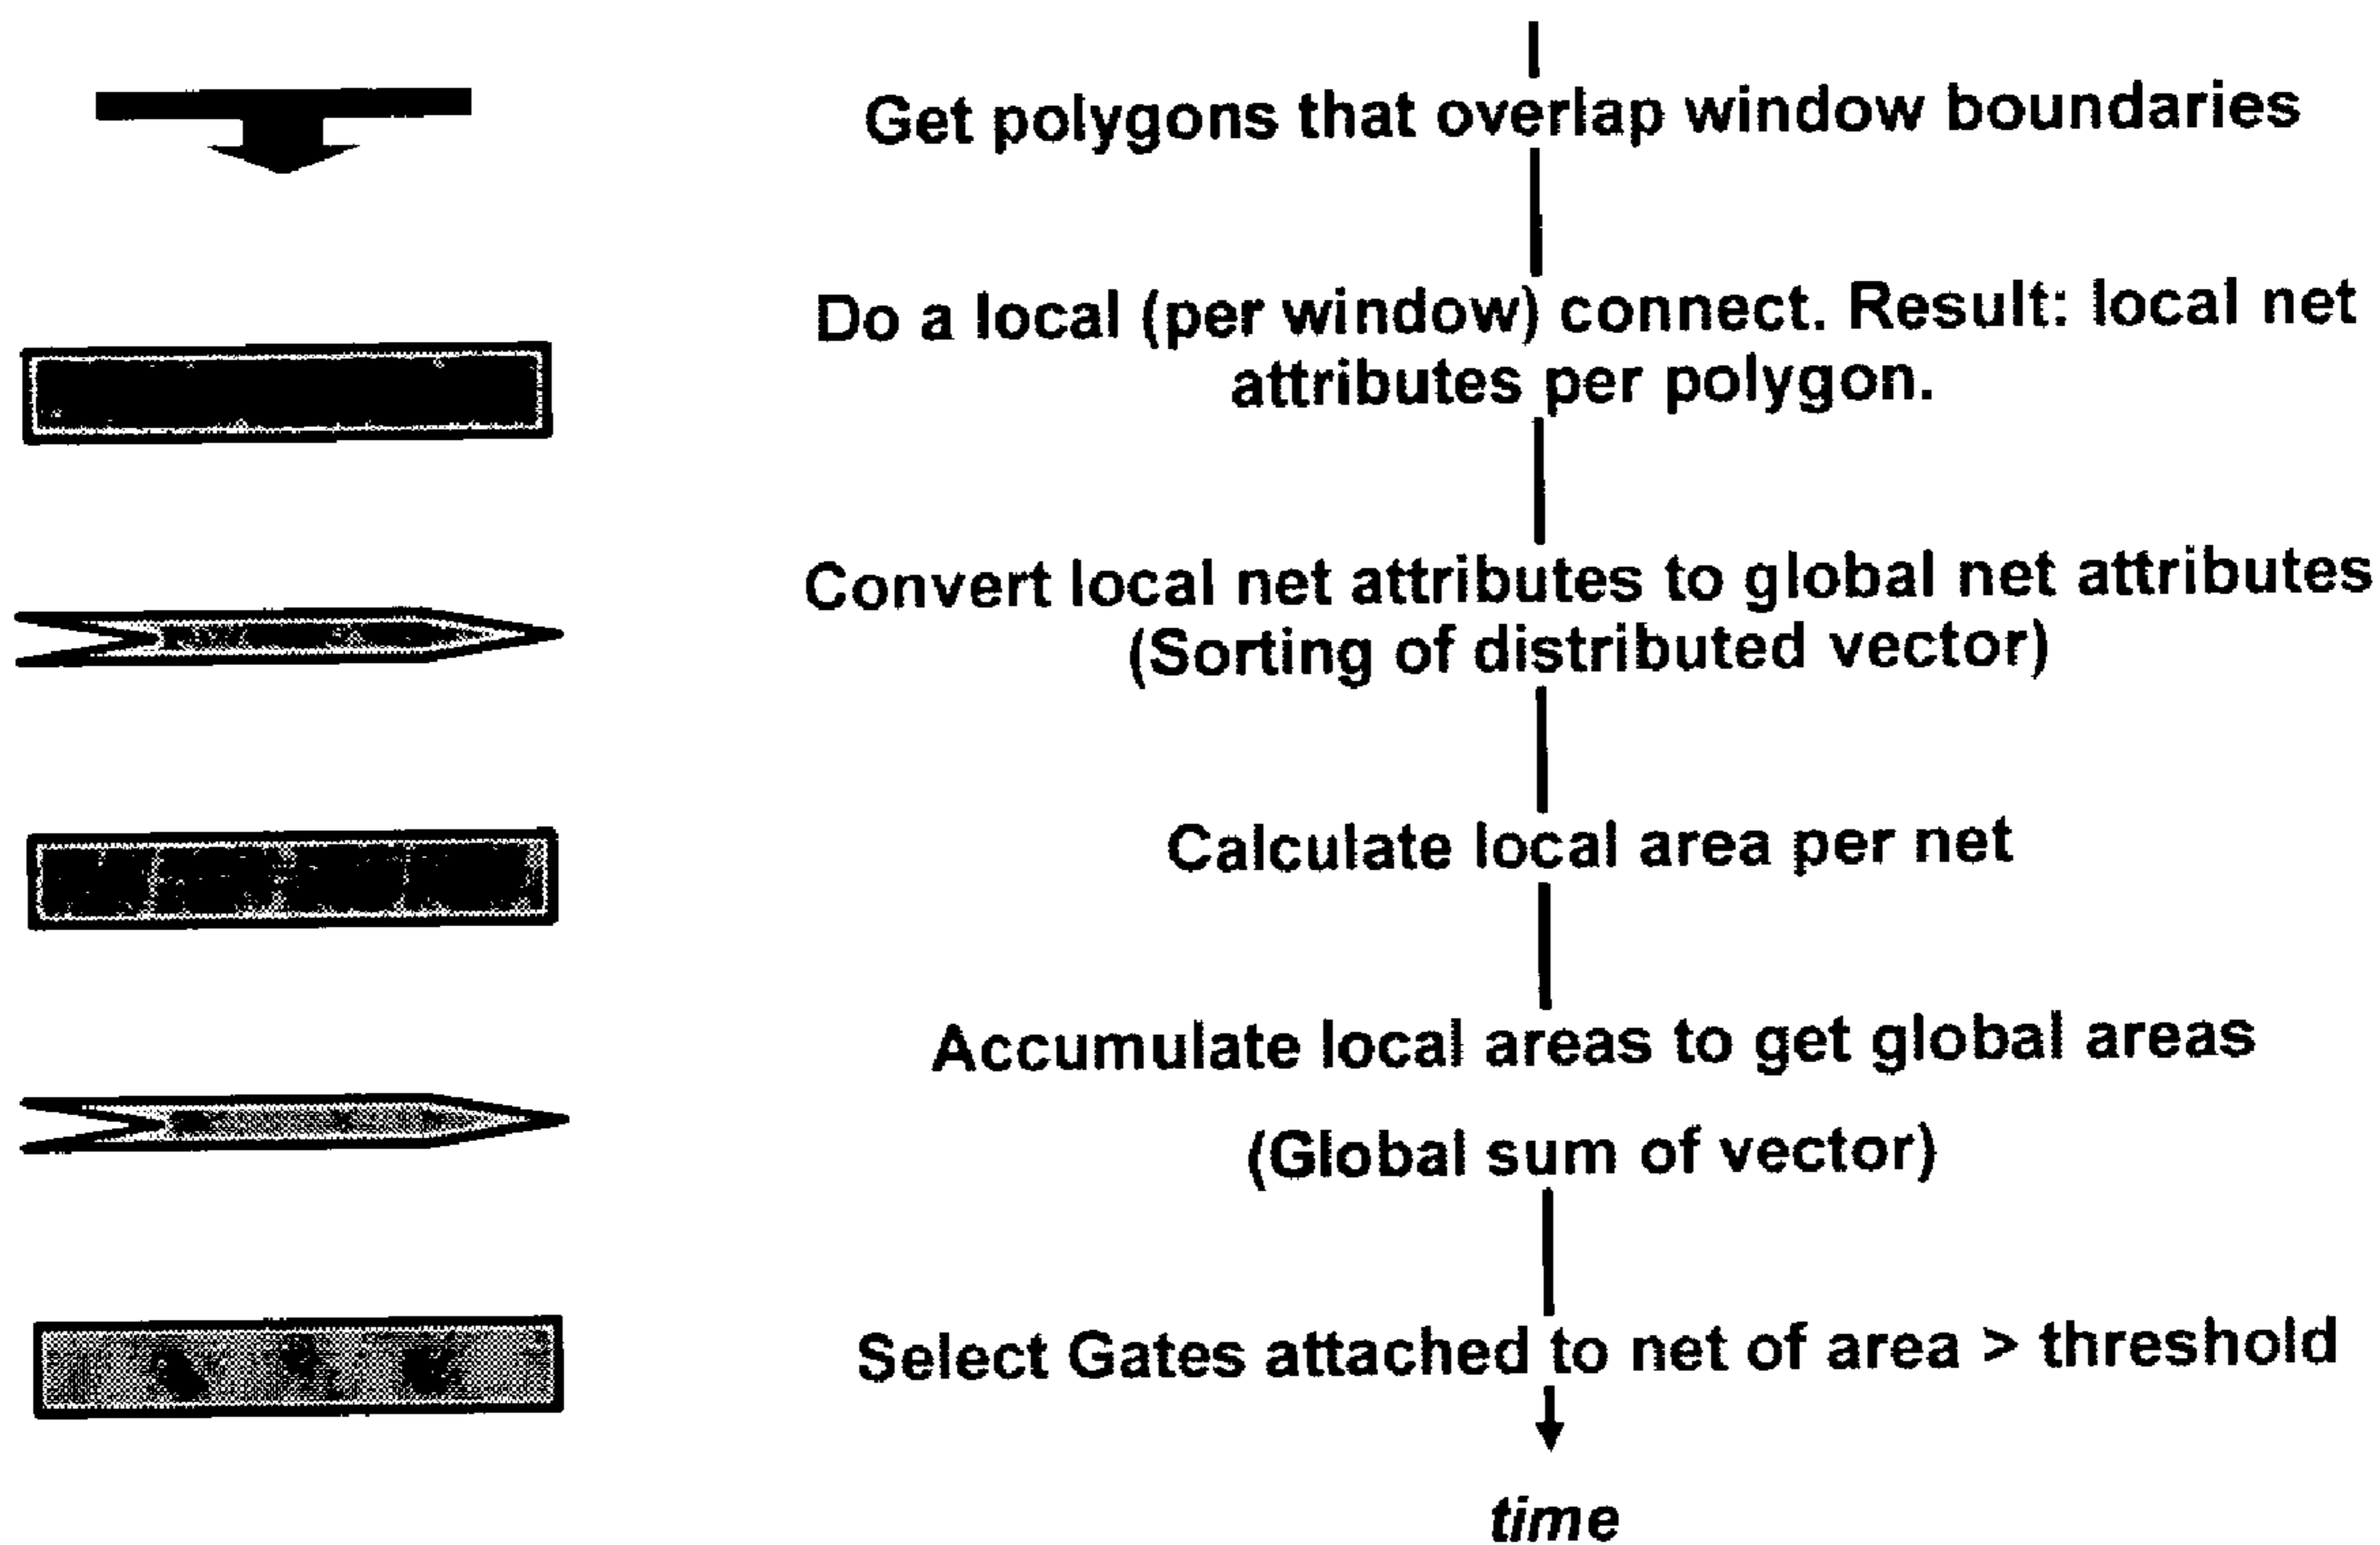 Get polygons that overlap window boundaries
Do a local (per window) connect. Result: local net
attributes per polygon.
Convert local net attributes to global net attributes
(Sorting of distributed vector)
Calculate local area per net
Accumulate local areas to get global areas
(Global sum of vector)
Select Gates attached to net of area > threshold
time